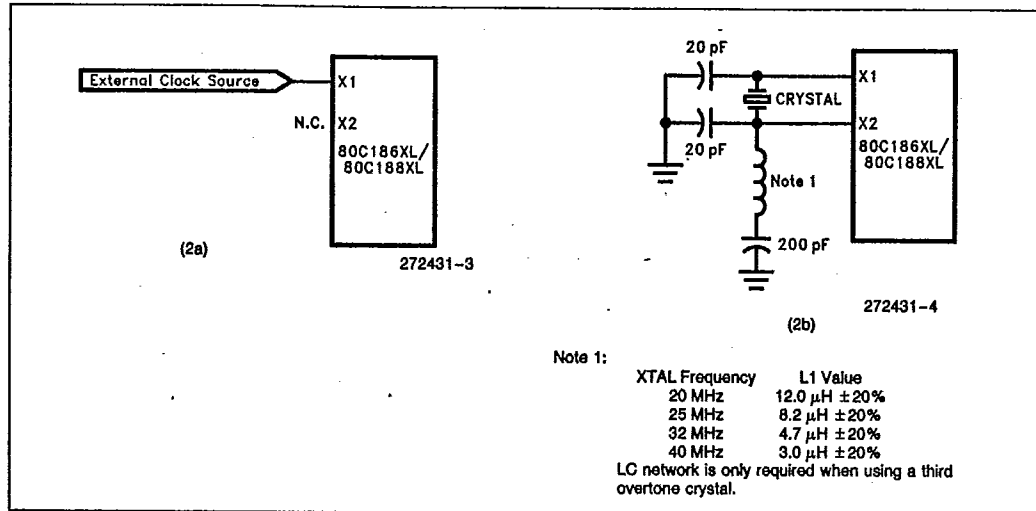 External Clock Source
X1
N.C.
X2
80C186XL/
80C188XL
(2a)
272431-3
20 pF
X1
CRYSTAL
X2
20 pF
80C186XL/
80C188XL
Note 1
200 pF
272431-4
(2b)
Note 1:
XTAL Frequency L1 Value
20 MHz 12.0 μH ±20%
25 MHz 8.2 μH ±20%
32 MHz 4.7 μH ±20%
40 MHz 3.0 μH ±20%
LC network is only required when using a third
overtone crystal.